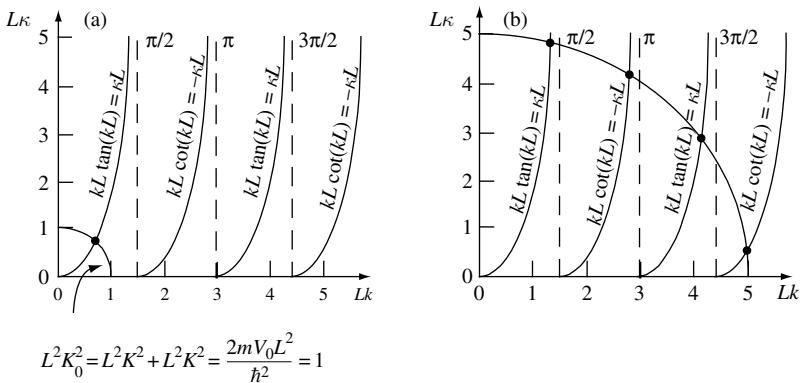 Lκ
(a)
5
4
3
2
1
0
π/2
π
3π/2
kL tan(kL) = κL
kL cot(kL) = –κL
kL tan(kL) = κL
kL cot(kL) = –κL
0 1 2 3 4 5 Lk
L²K₀² = L²K² + L²K² = 2mV₀L²/ħ² = 1
Lκ
(b)
5
4
3
2
1
0
π/2
π
3π/2
kL tan(kL) = κL
kL cot(kL) = –κL
kL tan(kL) = κL
kL cot(kL) = –κL
0 1 2 3 4 5 Lk